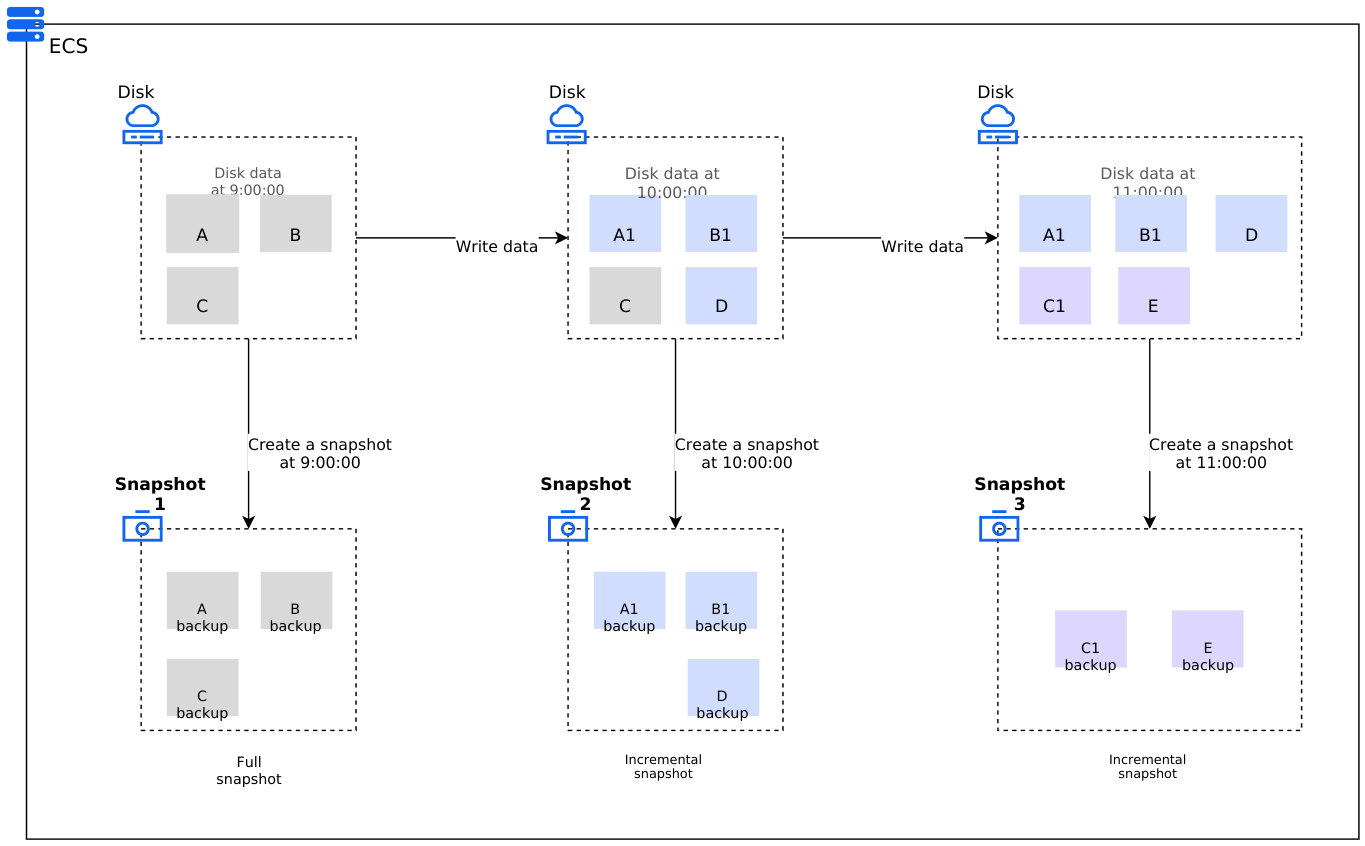 ECS
Disk
Disk
Disk
Disk data
at 9:00:00
Disk data at
10:00:00
Disk data at
11:00:00
A
B
A1
B1
A1
B1
D
Write data
Write data
C
C
D
C1
E
Create a snapshot
at 9:00:00
Create a snapshot
at 10:00:00
Create a snapshot
at 11:00:00
Snapshot
1
Snapshot
2
Snapshot
3
A
backup
B
backup
A1
backup
B1
backup
C1
backup
E
backup
C
backup
D
backup
Full
snapshot
Incremental
snapshot
Incremental
snapshot